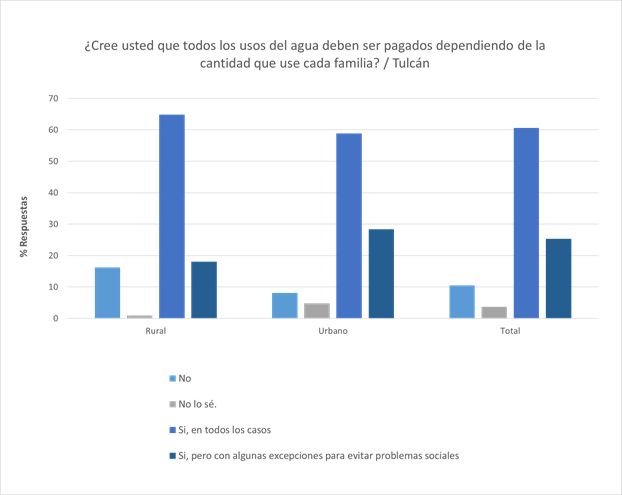 ¿Cree usted que todos los usos del agua deben ser pagados dependiendo de la
cantidad que use cada familia? / Tulcán
70
60
50
40
30
20
10
0
% Respuestas
Rural
Urbano
Total
No
No lo sé.
Si, en todos los casos
Si, pero con algunas excepciones para evitar problemas sociales